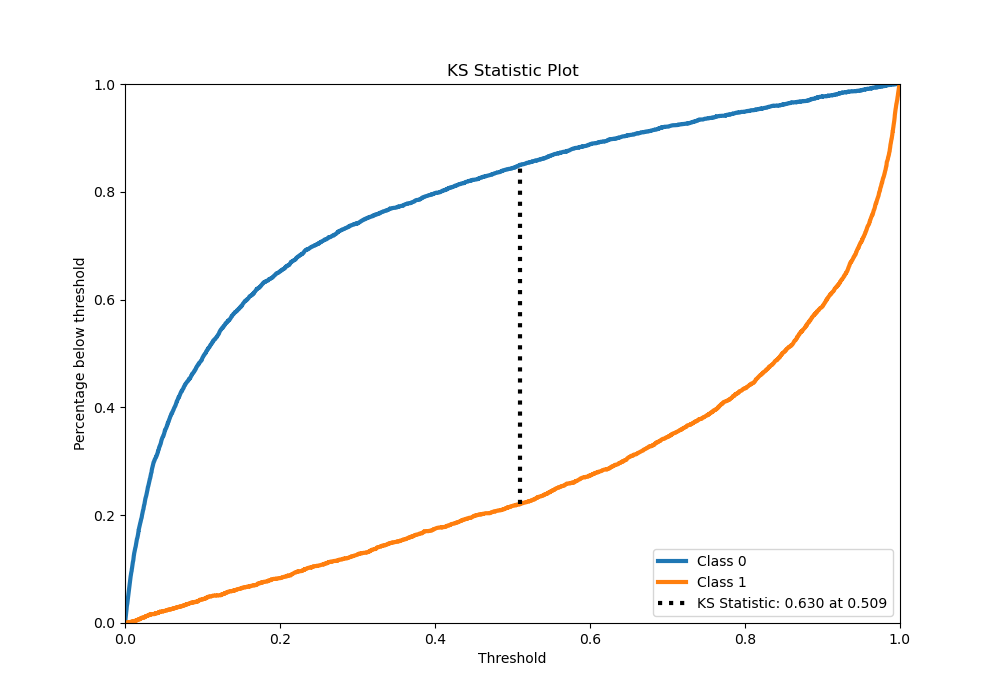 KS Statistic Plot
1.0
0.8
0.6
0.4
0.2
0.0
Percentage below threshold
0.0 0.2 0.4 0.6 0.8 1.0
Threshold
Class 0
Class 1
KS Statistic: 0.630 at 0.509